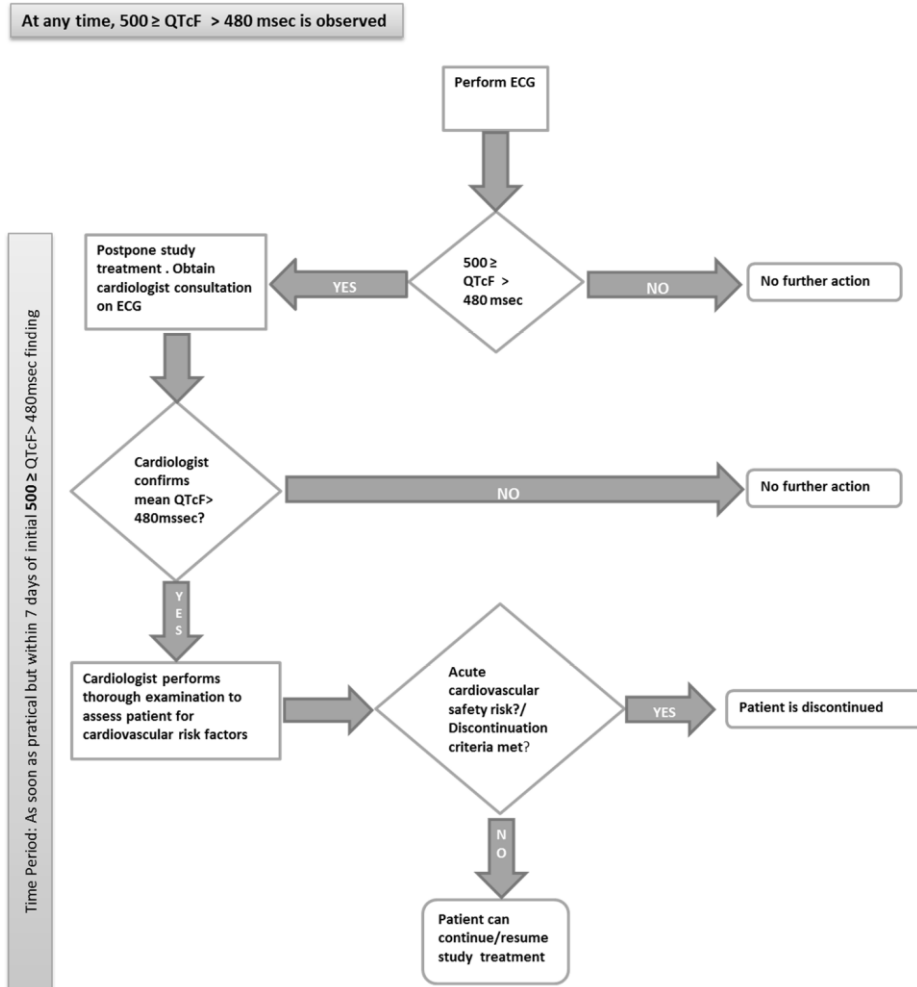 At any time, 500 ≥ QTcF > 480 msec is observed
Perform ECG
500 ≥
QTcF >
480 msec
YES
NO
No further action
Postpone study
treatment . Obtain
cardiologist consultation
on ECG
Time Period: As soon as pratical but within 7 days of initial 500 ≥ QTcF> 480msec finding
Cardiologist
confirms
mean QTcF>
480mssec?
NO
No further action
Y
E
S
Cardiologist performs
thorough examination to
assess patient for
cardiovascular risk factors
Acute
cardiovascular
safety risk?/
Discontinuation
criteria met?
YES
Patient is discontinued
N
O
Patient can
continue/resume
study treatment